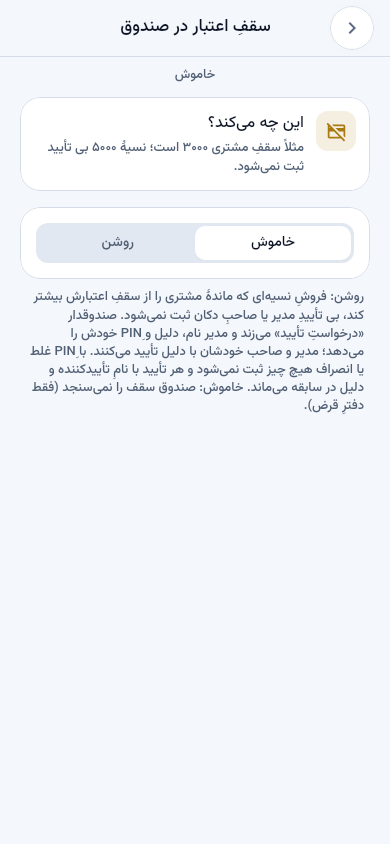 سقفِ اعتبار در صندوق
خاموش
این چه می‌کند؟
مثلاً سقفِ مشتری ۳۰۰۰ است؛ نسیهٔ ۵۰۰۰ بی تأیید
ثبت نمی‌شود.
خاموش
روشن
روشن: فروشِ نسیه‌ای که ماندهٔ مشتری را از سقفِ اعتبارش بیشتر
کند، بی تأییدِ مدیر یا صاحبِ دکان ثبت نمی‌شود. صندوقدار
«درخواستِ تأیید» می‌زند و مدیر نام، دلیل و PIN خودش را
می‌دهد؛ مدیر و صاحب خودشان با دلیل تأیید می‌کنند. با PIN غلط
یا انصراف هیچ چیز ثبت نمی‌شود و هر تأیید با نامِ تأییدکننده و
دلیل در سابقه می‌ماند. خاموش: صندوق سقف را نمی‌سنجد (فقط
دفترِ قرض).